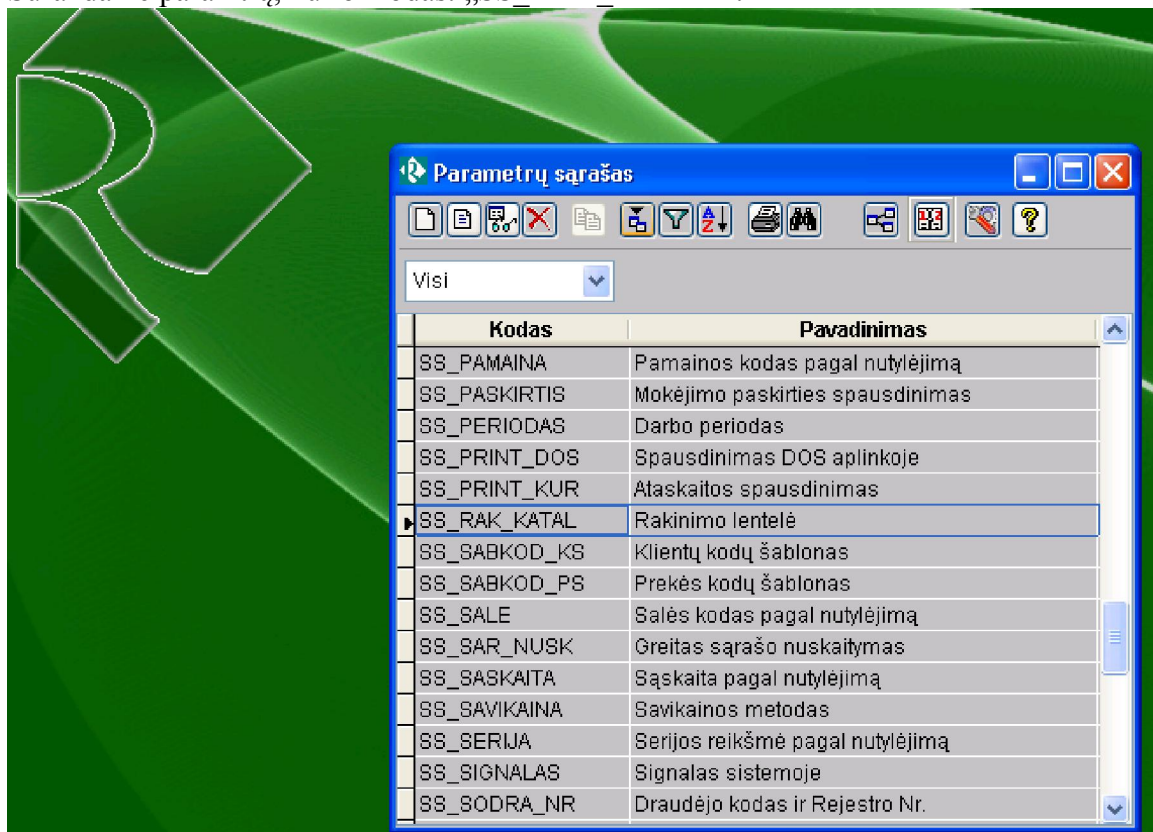 Parametrų sąrašas
Visi
Kodas Pavadinimas
SS_PAMAINA Pamainos kodas pagal nutylėjimą
SS_PASKIRTIS Mokėjimo paskirties spausdinimas
SS_PERIODAS Darbo periodas
SS_PRINT_DOS Spausdinimas DOS aplinkoje
SS_PRINT_KUR Ataskaitos spausdinimas
SS_RAK_KATAL Rakinimo lentelė
SS_SABKOD_KS Klientų kodų šablonas
SS_SABKOD_PS Prekės kodų šablonas
SS_SALE Salės kodas pagal nutylėjimą
SS_SAR_NUSK Greitas sąrašo nuskaitymas
SS_SASKAITA Sąskaita pagal nutylėjimą
SS_SAVIKAINA Savikainos metodas
SS_SERIJA Serijos reikšmė pagal nutylėjimą
SS_SIGNALAS Signalas sistemoje
SS_SODRA_NR Draudėjo kodas ir Rejestro Nr.